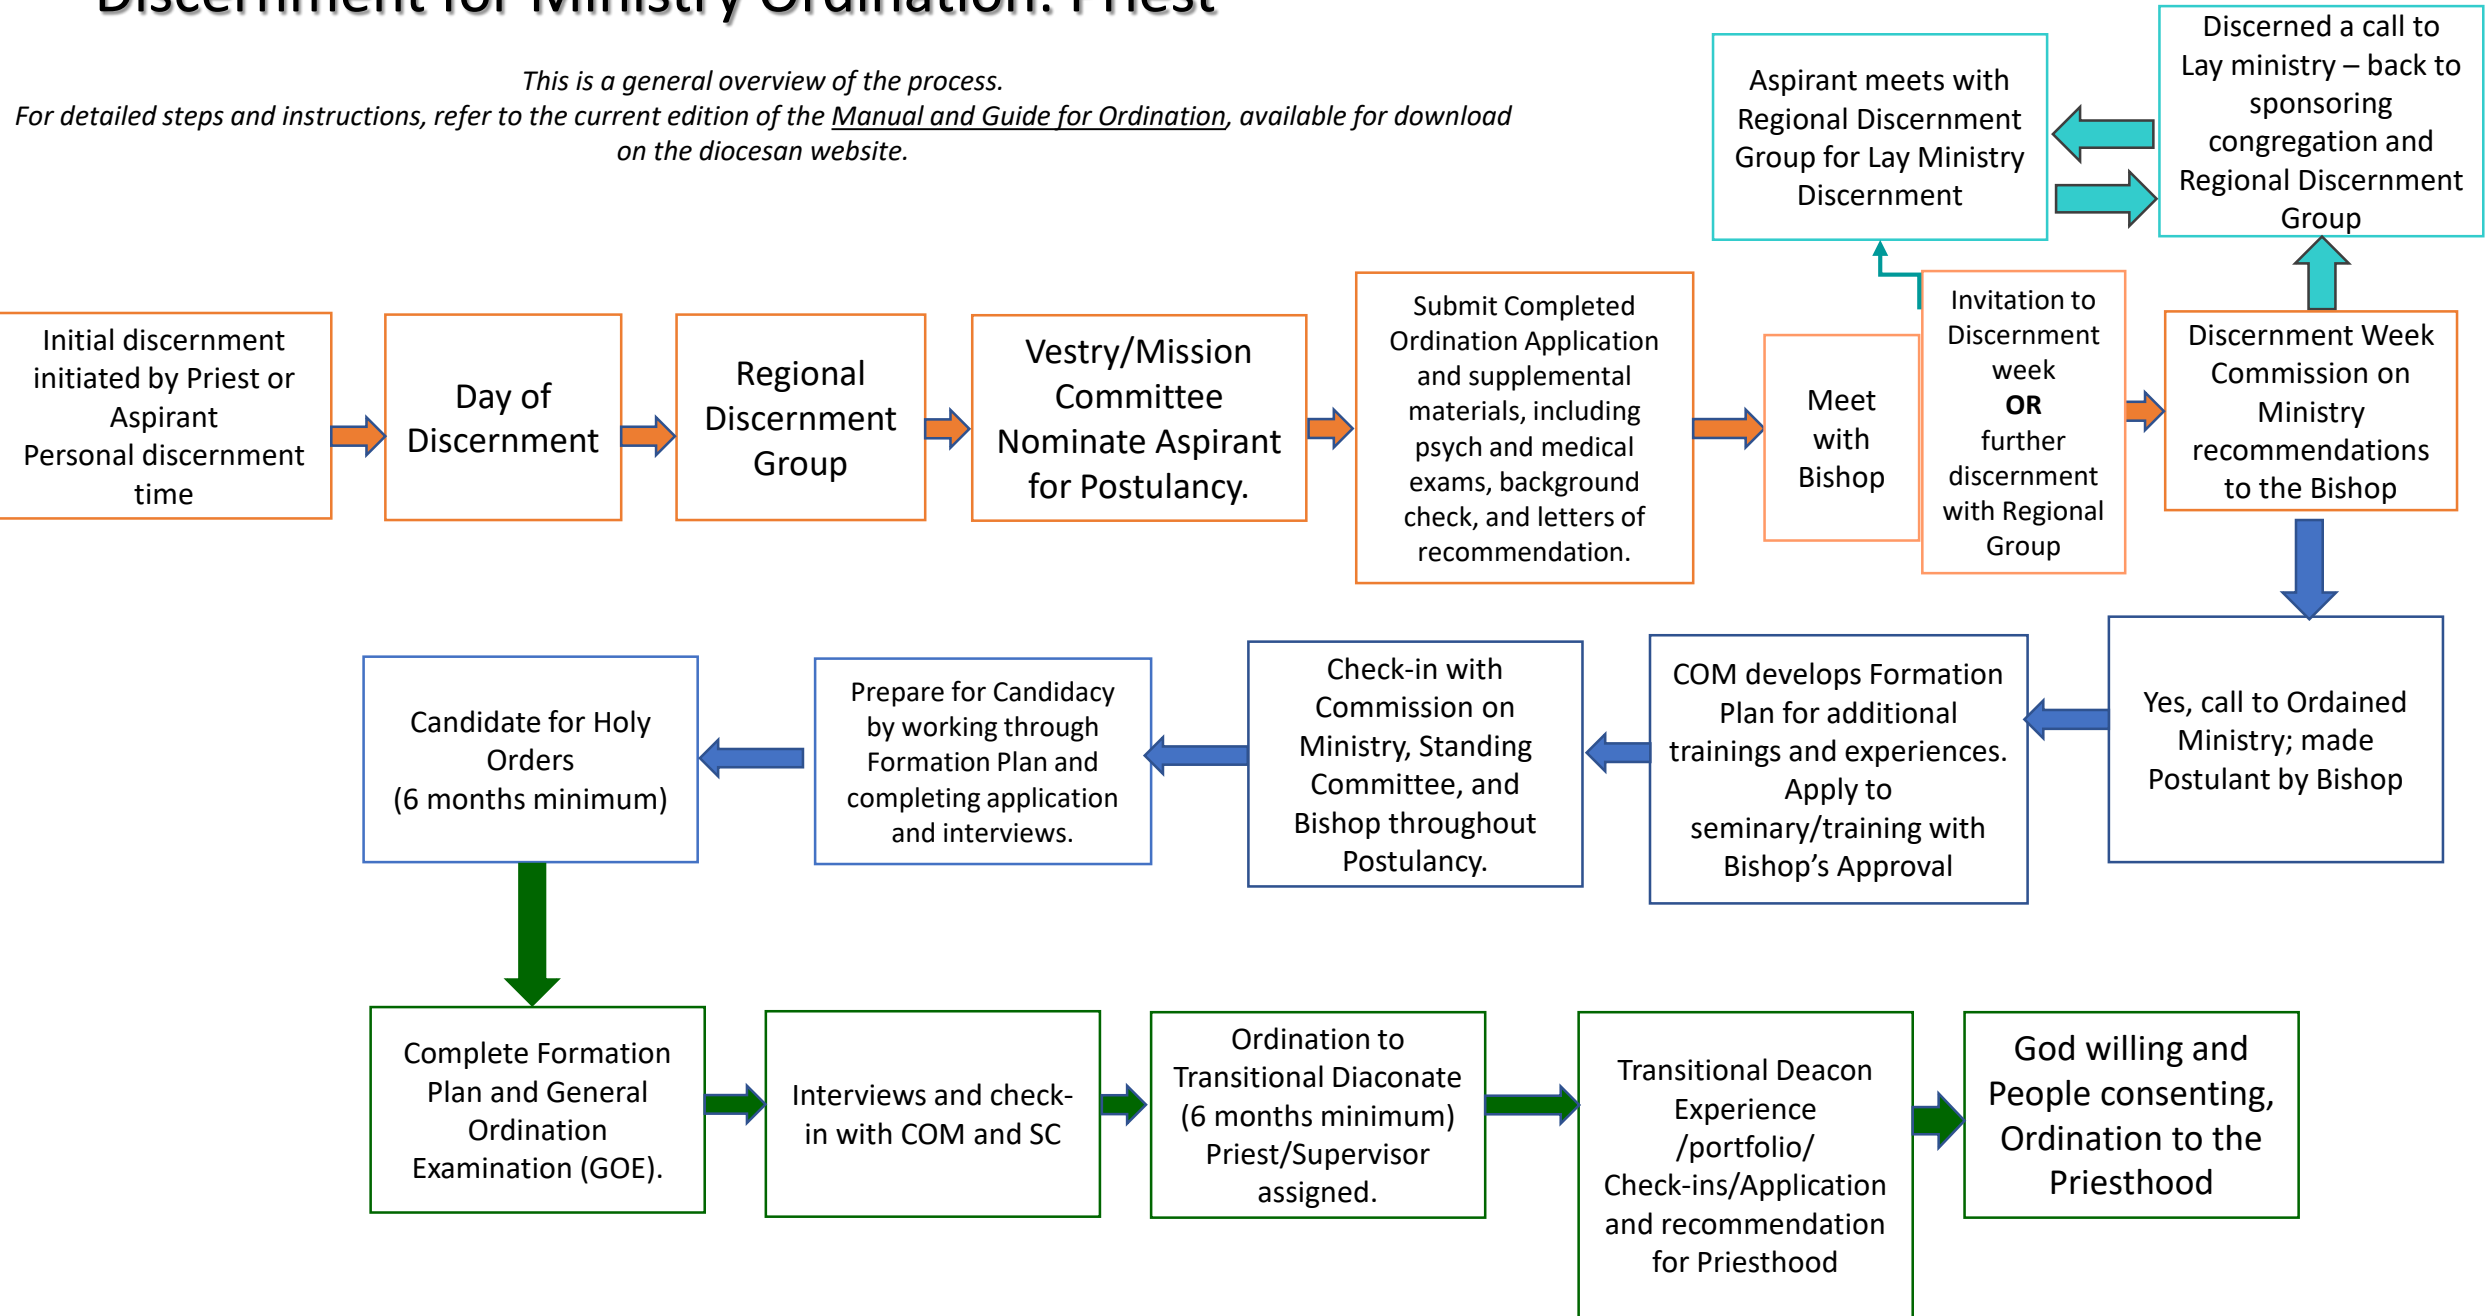 Discernment for Ministry Ordination: Priest
This is a general overview of the process.
For detailed steps and instructions, refer to the current edition of the Manual and Guide for Ordination, available for download
on the diocesan website.
Aspirant meets with
Regional Discernment
Group for Lay Ministry
Discernment
Discerned a call to
Lay ministry – back to
sponsoring
congregation and
Regional Discernment
Group
Initial discernment
initiated by Priest or
Aspirant
Personal discernment
time
Day of
Discernment
Regional
Discernment
Group
Vestry/Mission
Committee
Nominate Aspirant
for Postulancy.
Submit Completed
Ordination Application
and supplemental
materials, including
psych and medical
exams, background
check, and letters of
recommendation.
Meet
with
Bishop
Invitation to
Discernment
week
OR
further
discernment
with Regional
Group
Discernment Week
Commission on
Ministry
recommendations
to the Bishop
Yes, call to Ordained
Ministry; made
Postulant by Bishop
COM develops Formation
Plan for additional
trainings and experiences.
Apply to
seminary/training with
Bishop’s Approval
Check-in with
Commission on
Ministry, Standing
Committee, and
Bishop throughout
Postulancy.
Prepare for Candidacy
by working through
Formation Plan and
completing application
and interviews.
Candidate for Holy
Orders
(6 months minimum)
Complete Formation
Plan and General
Ordination
Examination (GOE).
Interviews and check-
in with COM and SC
Ordination to
Transitional Diaconate
(6 months minimum)
Priest/Supervisor
assigned.
Transitional Deacon
Experience
/portfolio/
Check-ins/Application
and recommendation
for Priesthood
God willing and
People consenting,
Ordination to the
Priesthood